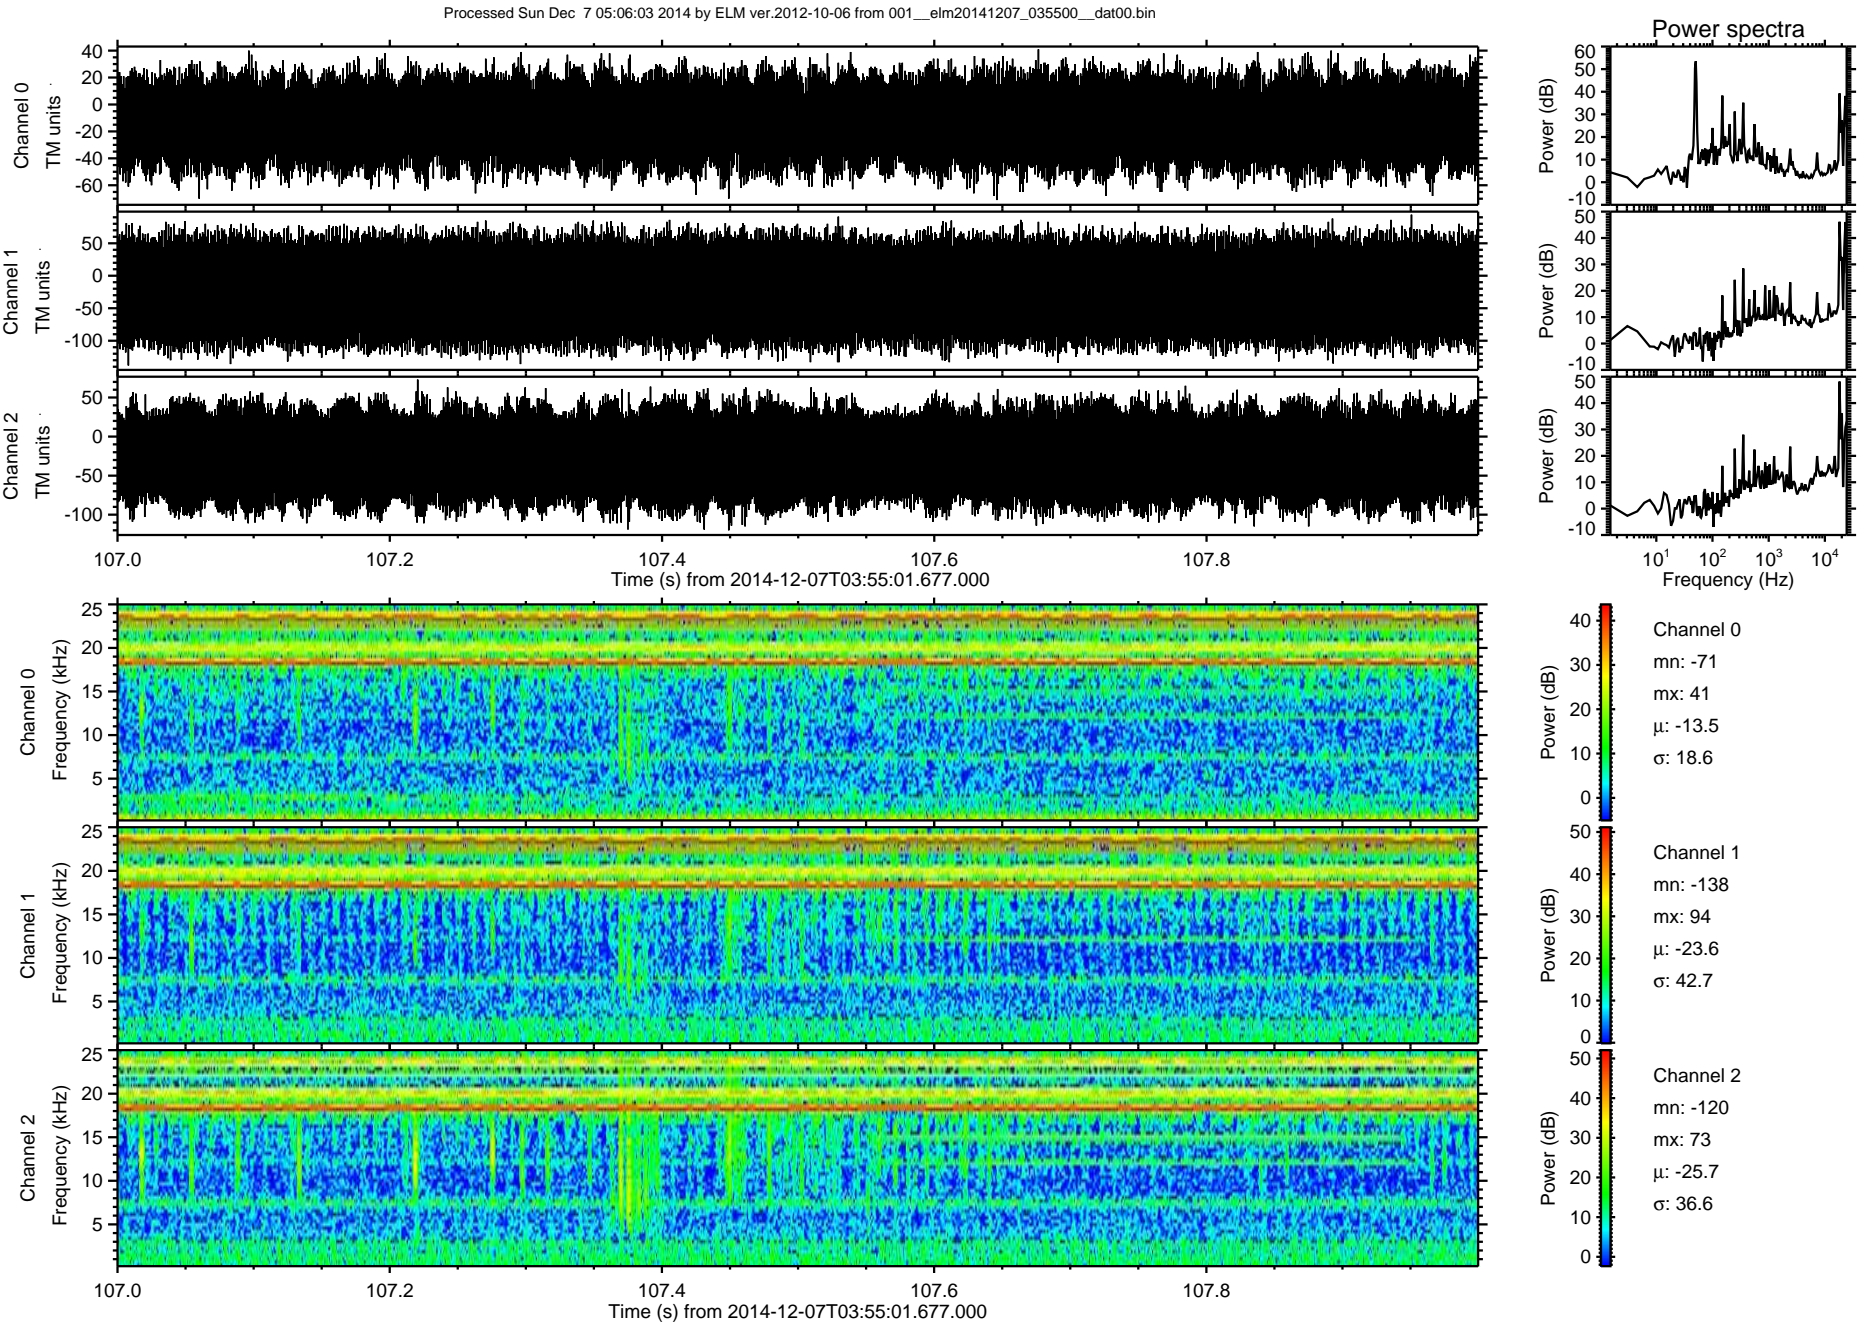 Processed Sun Dec 7 05:06:03 2014 by ELM ver.2012-10-06 from 001__elm20141207_035500__dat00.bin
Power spectra
Channel 0
TM units
40
20
0
-20
-40
-60
Power (dB)
60
50
40
30
20
10
0
-10
Channel 1
TM units
50
0
-50
-100
Power (dB)
50
40
30
20
10
0
-10
Channel 2
TM units
50
0
-50
-100
Power (dB)
50
40
30
20
10
0
-10
107.0 107.2 107.4 107.6 107.8
Time (s) from 2014-12-07T03:55:01.677.000
10¹ 10² 10³ 10⁴
Frequency (Hz)
Channel 0
Frequency (kHz)
25
20
15
10
5
Power (dB)
40
30
20
10
0
Channel 0
mn: -71
mx: 41
µ: -13.5
σ: 18.6
Channel 1
Frequency (kHz)
25
20
15
10
5
Power (dB)
50
40
30
20
10
0
Channel 1
mn: -138
mx: 94
µ: -23.6
σ: 42.7
Channel 2
Frequency (kHz)
25
20
15
10
5
Power (dB)
50
40
30
20
10
0
Channel 2
mn: -120
mx: 73
µ: -25.7
σ: 36.6
107.0 107.2 107.4 107.6 107.8
Time (s) from 2014-12-07T03:55:01.677.000